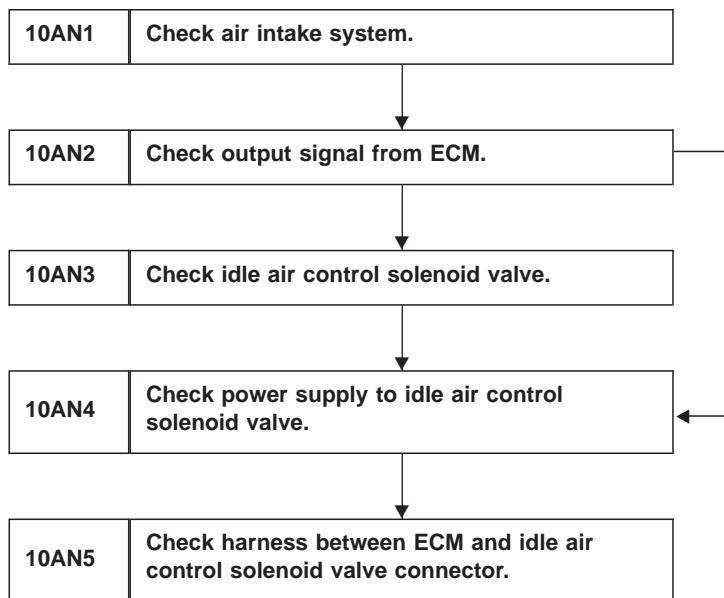 10AN1 Check air intake system.
10AN2 Check output signal from ECM.
10AN3 Check idle air control solenoid valve.
10AN4 Check power supply to idle air control
solenoid valve.
10AN5 Check harness between ECM and idle air
control solenoid valve connector.